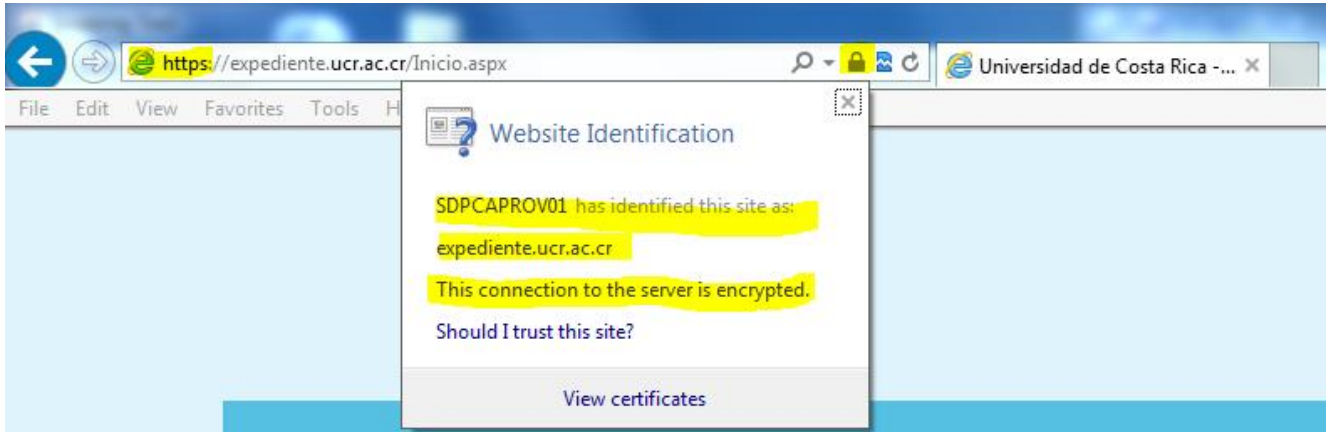 https://expediente.ucr.ac.cr/Inicio.aspx
Universidad de Costa Rica -...
File Edit View Favorites Tools H
Website Identification
SDPCAPROV01 has identified this site as:
expediente.ucr.ac.cr
This connection to the server is encrypted.
Should I trust this site?
View certificates